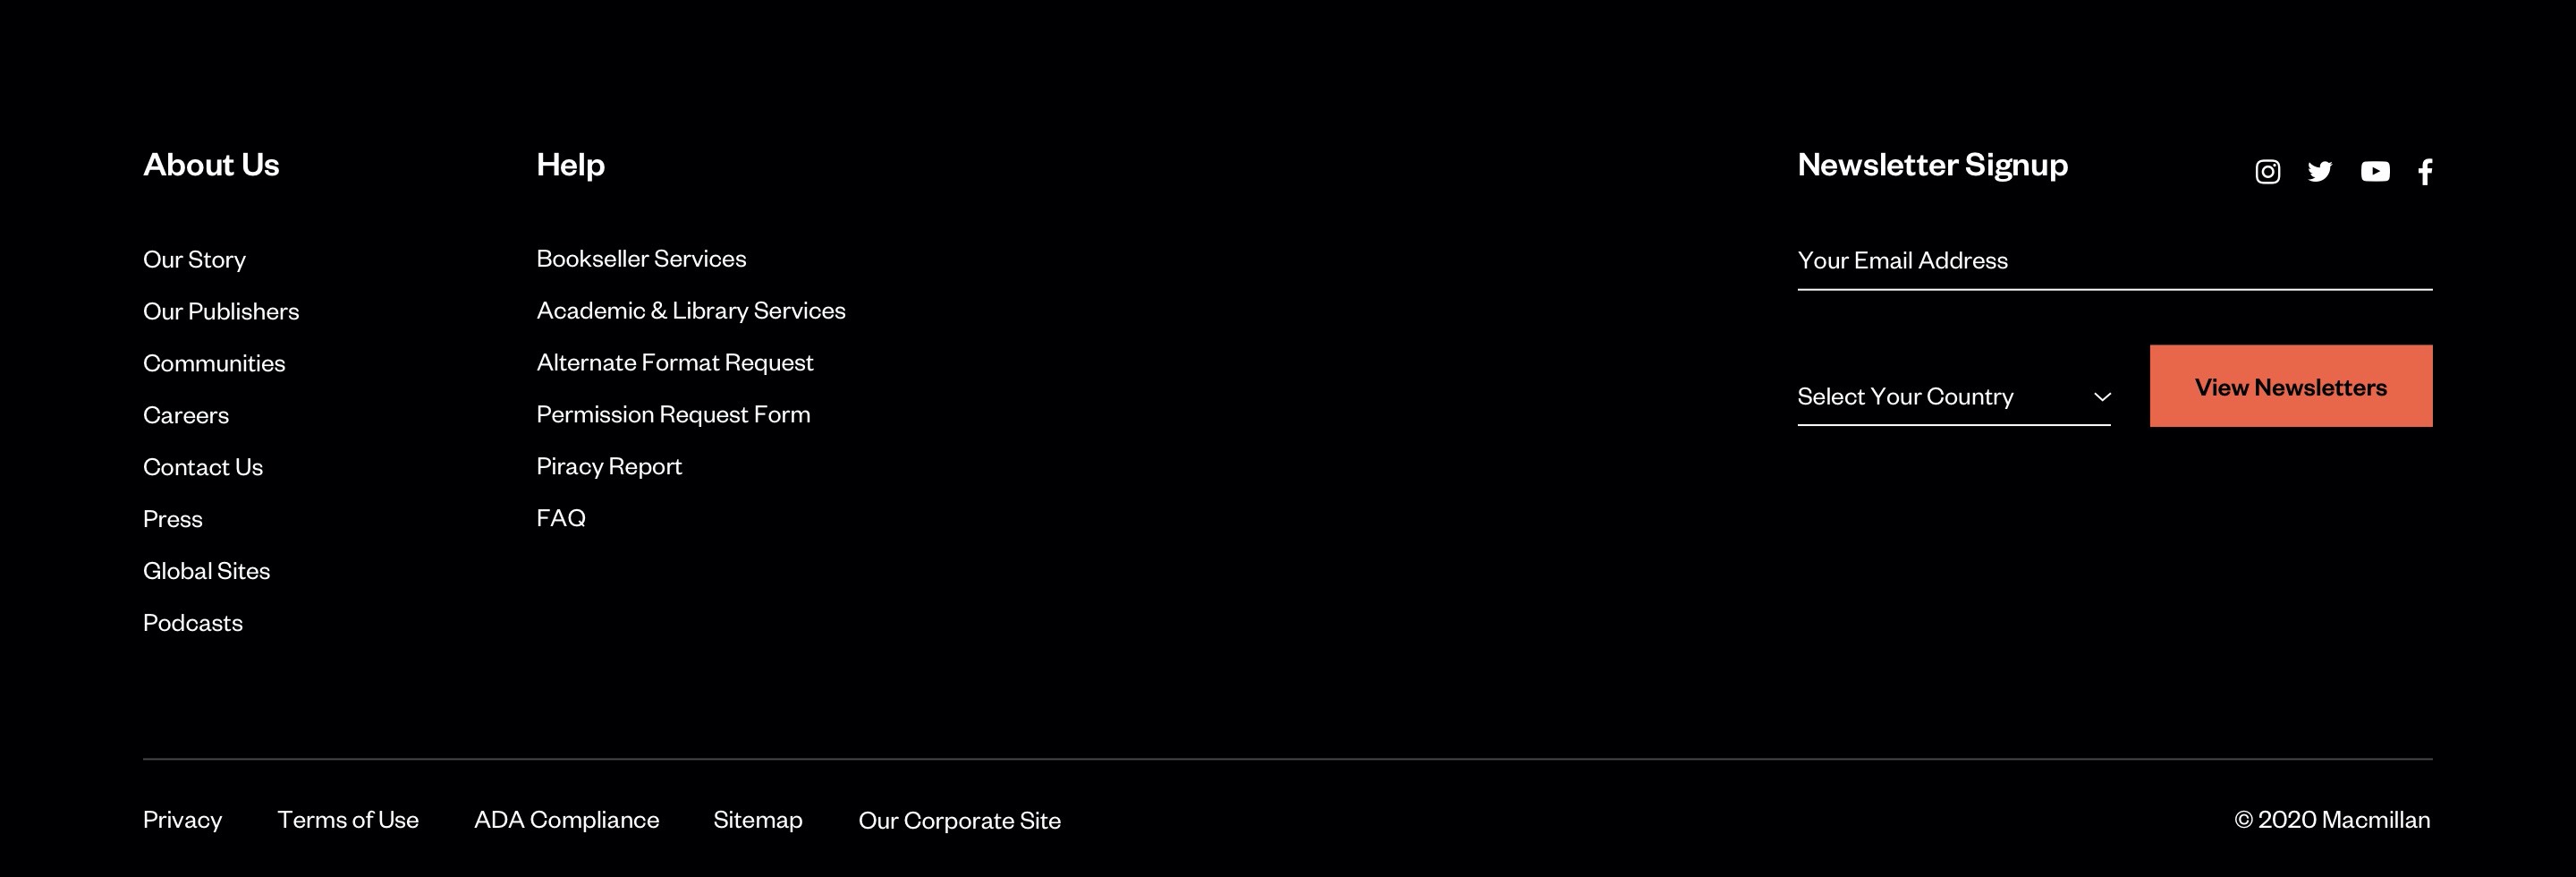 About Us
Our Story
Our Publishers
Communities
Careers
Contact Us
Press
Global Sites
Podcasts
Help
Bookseller Services
Academic & Library Services
Alternate Format Request
Permission Request Form
Piracy Report
FAQ
Newsletter Signup
Your Email Address
Select Your Country
View Newsletters
Privacy
Terms of Use
ADA Compliance
Sitemap
Our Corporate Site
© 2020 Macmillan